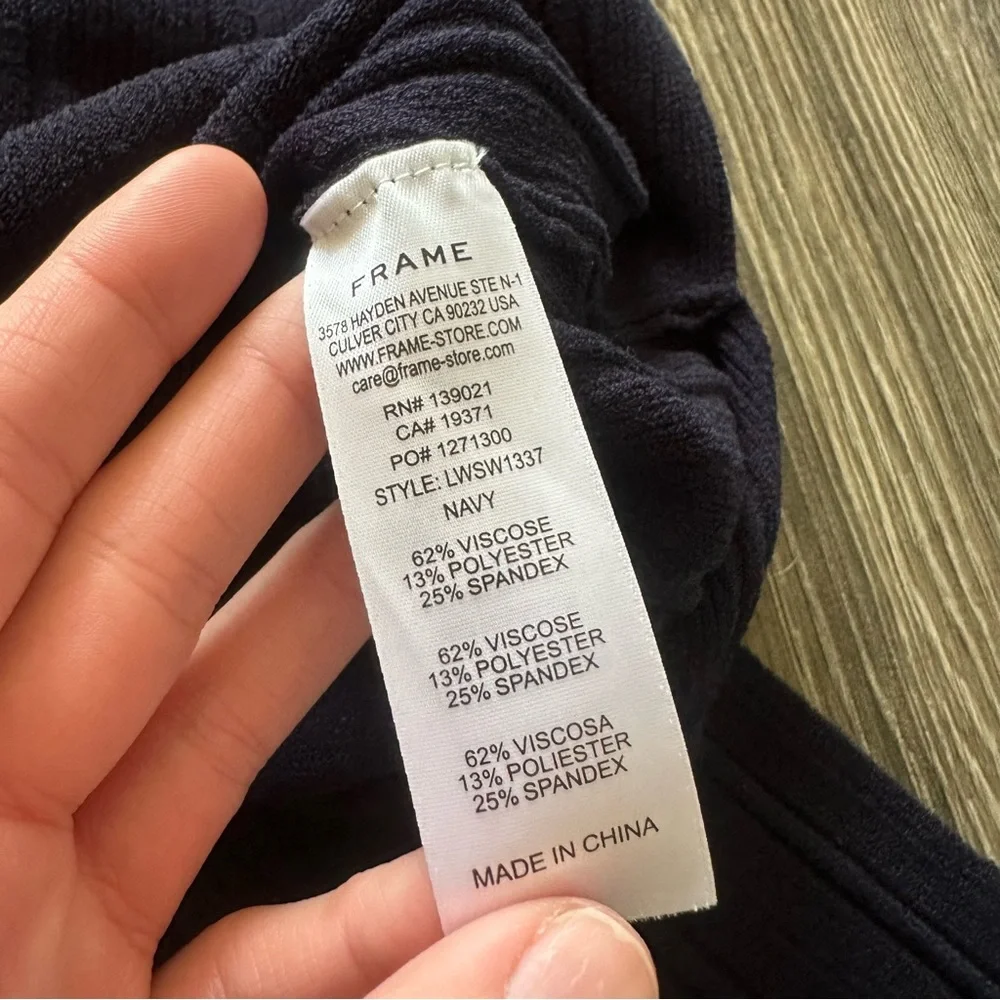 FRAME
3578 HAYDEN AVENUE STE N-1
CULVER CITY CA 90232 USA
WWW.FRAME-STORE.COM
care@frame-store.com
RN# 139021
CA# 19371
PO# 1271300
STYLE: LWSW1337
NAVY
62% VISCOSE
13% POLYESTER
25% SPANDEX
62% VISCOSE
13% POLYESTER
25% SPANDEX
62% VISCOSA
13% POLIESTER
25% SPANDEX
MADE IN CHINA